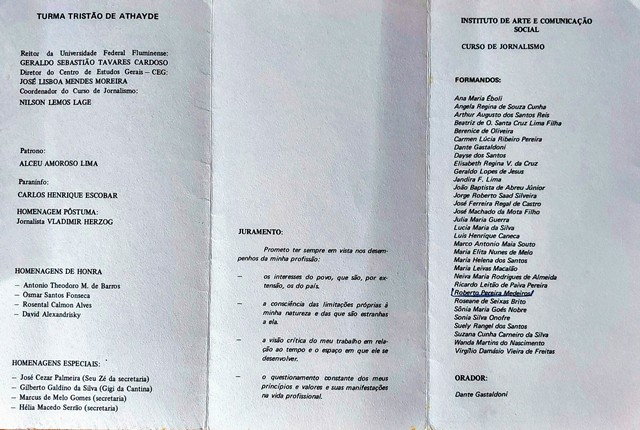 TURMA TRISTÃO DE ATHAYDE
Reitor da Universidade Federal Fluminense:
GERALDO SEBASTIÃO TAVARES CARDOSO
Diretor do Centro de Estudos Gerais — CEG:
JOSÉ LISBOA MENDES MOREIRA
Coordenador do Curso de Jornalismo:
NILSON LEMOS LAGE
Patrono:
ALCEU AMOROSO LIMA
Paraninfo:
CARLOS HENRIQUE ESCOBAR
HOMENAGEM PÓSTUMA:
Jornalista VLADIMIR HERZOG
HOMENAGENS DE HONRA
— Antonio Theodoro M. de Barros
— Osmar Santos Fonseca
— Rosental Calmon Alves
— David Alexandrisky
HOMENAGENS ESPECIAIS:
— José Cezar Palmeira (Seu Zé da secretaria)
— Gilberto Galdino da Silva (Gigi da Cantina)
— Marcus de Melo Gomes (secretaria)
— Hélia Macedo Serrão (secretaria)
JURAMENTO:
Prometo ter sempre em vista nos desem-
penhos da minha profissão:
— os interesses do povo, que são, por ex-
tensão, os do país.
— a consciência das limitações próprias à
minha natureza e das que são estranhas
a ela.
— a visão crítica do meu trabalho em rela-
ção ao tempo e o espaço em que ele se
desenvolver.
— o questionamento constante dos meus
princípios e valores e suas manifestações
na vida profissional.
INSTITUTO DE ARTE E COMUNICAÇÃO
SOCIAL
CURSO DE JORNALISMO
FORMANDOS:
Ana Maria Éboli
Angela Regina de Souza Cunha
Arthur Augusto dos Santos Reis
Beatriz de O. Santa Cruz Lima Filha
Berenice de Oliveira
Carmen Lúcia Ribeiro Pereira
Dante Gastaldoni
Dayse dos Santos
Elisabeth Regina V. da Cruz
Geraldo Lopes de Jesus
Jandira F. Lima
João Baptista de Abreu Júnior
Jorge Roberto Saad Silveira
José Ferreira Regal de Castro
José Machado da Mota Filho
Julia Maria Guerra
Lucia Maria da Silva
Luís Henrique Caneca
Marco Antonio Maia Souto
Maria Elita Nunes de Melo
Maria Helena dos Santos
Maria Leivas Macalão
Neiva Maria Rodrigues de Almeida
Ricardo Leitão de Paiva Pereira
Roberto Pereira Medeiros
Roseane de Seixas Brito
Sônia Maria Goés Nobre
Sonia Silva Onofre
Suely Rangel dos Santos
Suzana Cunha Carneiro da Silva
Wanda Martins do Nascimento
Virgílio Damásio Vieira de Freitas
ORADOR:
Dante Gastaldoni